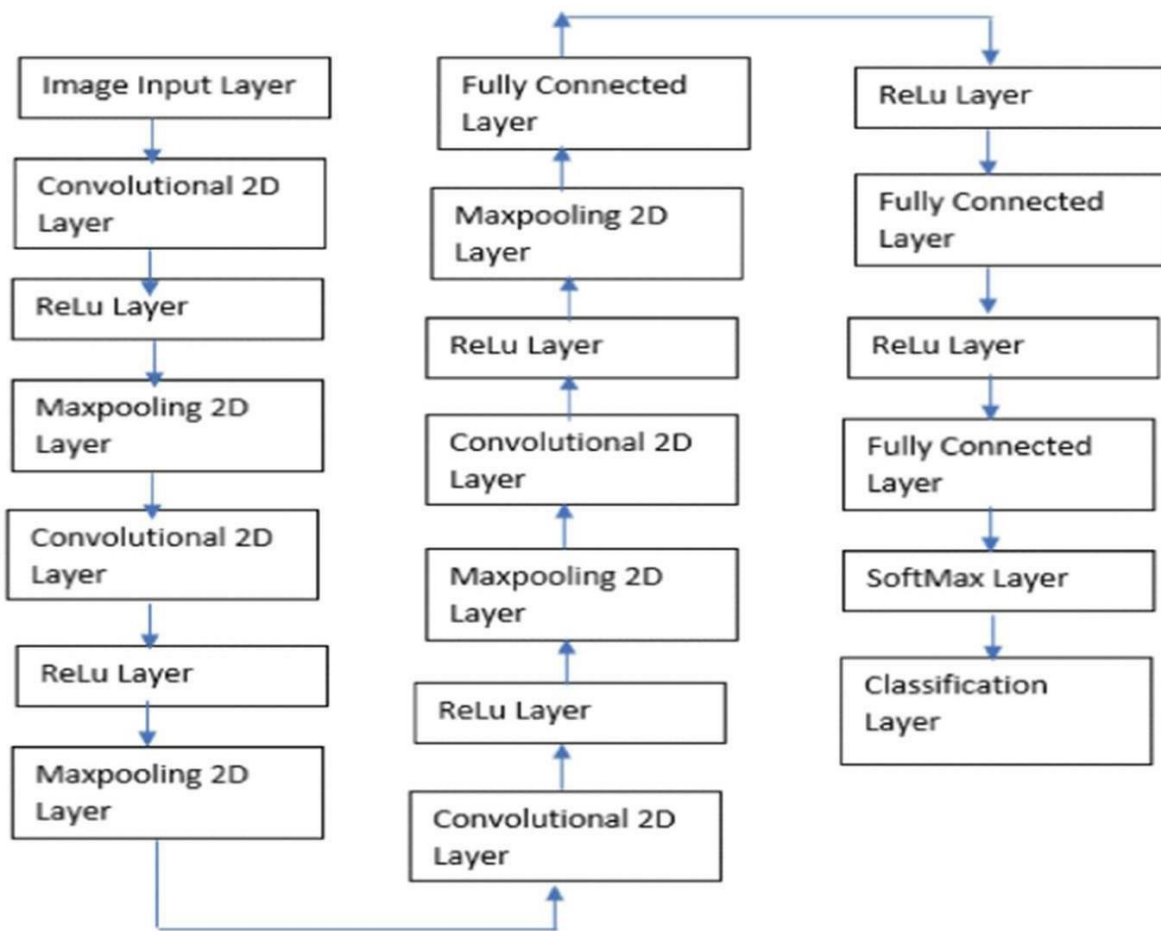 Image Input Layer
Convolutional 2D
Layer
ReLu Layer
Maxpooling 2D
Layer
Convolutional 2D
Layer
ReLu Layer
Maxpooling 2D
Layer
Fully Connected
Layer
Maxpooling 2D
Layer
ReLu Layer
Convolutional 2D
Layer
Maxpooling 2D
Layer
ReLu Layer
Convolutional 2D
Layer
ReLu Layer
Fully Connected
Layer
ReLu Layer
Fully Connected
Layer
SoftMax Layer
Classification
Layer